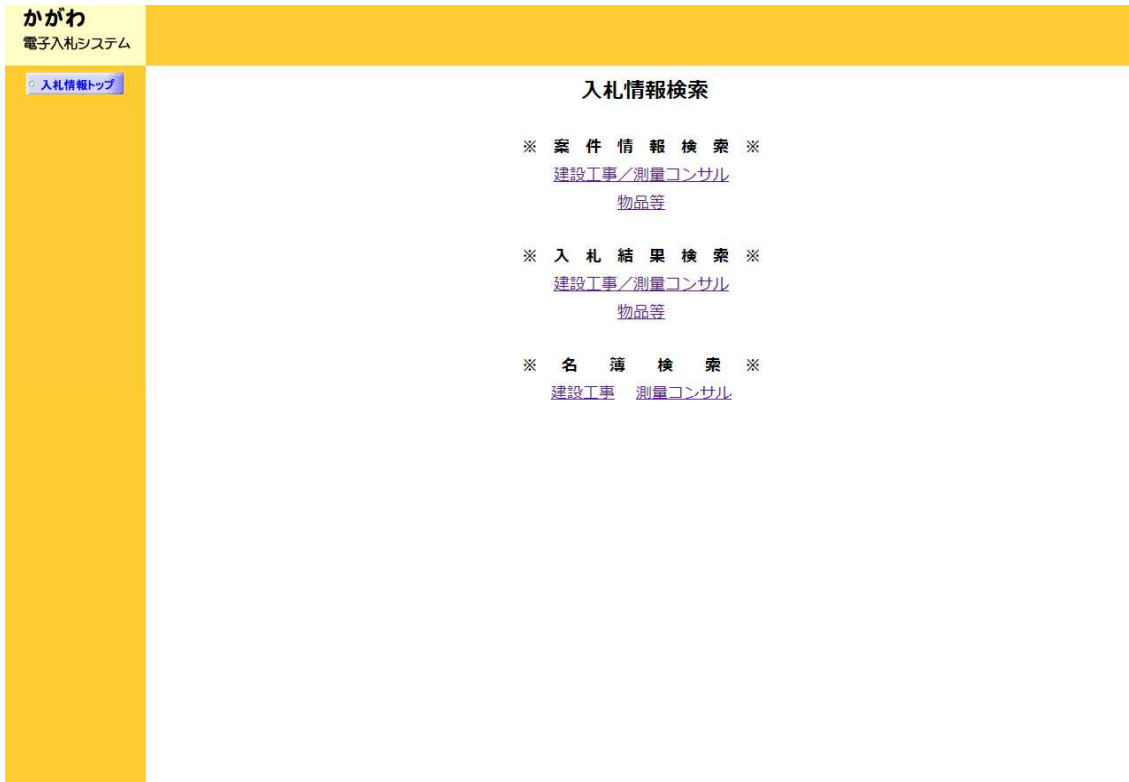 かがわ
電子入札システム
入札情報トップ
入札情報検索
※ 案 件 情 報 検 索 ※
建設工事／測量コンサル
物品等
※ 入 札 結 果 検 索 ※
建設工事／測量コンサル
物品等
※ 名 簿 検 索 ※
建設工事 測量コンサル